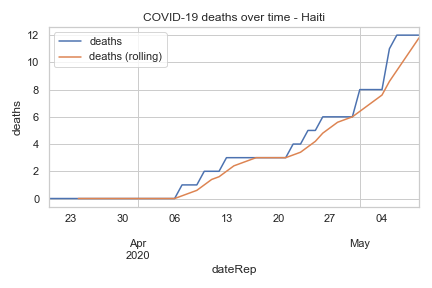 COVID-19 deaths over time - Haiti
deaths
deaths (rolling)
deaths
12
10
8
6
4
2
0
23 30 06 13 20 27 04
Apr May
2020
dateRep